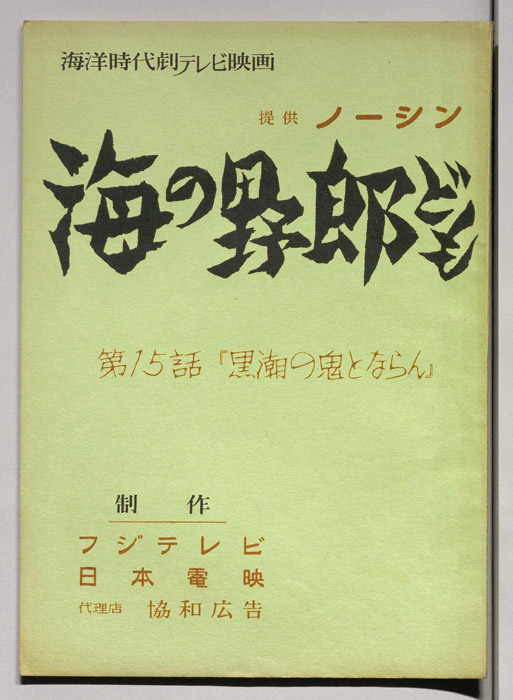 海洋時代劇テレビ映画
提供 ノーシン
海の野郎ども
第15話『黒潮の鬼とならん』
制作
フジテレビ
日本電映
代理店 協和広告